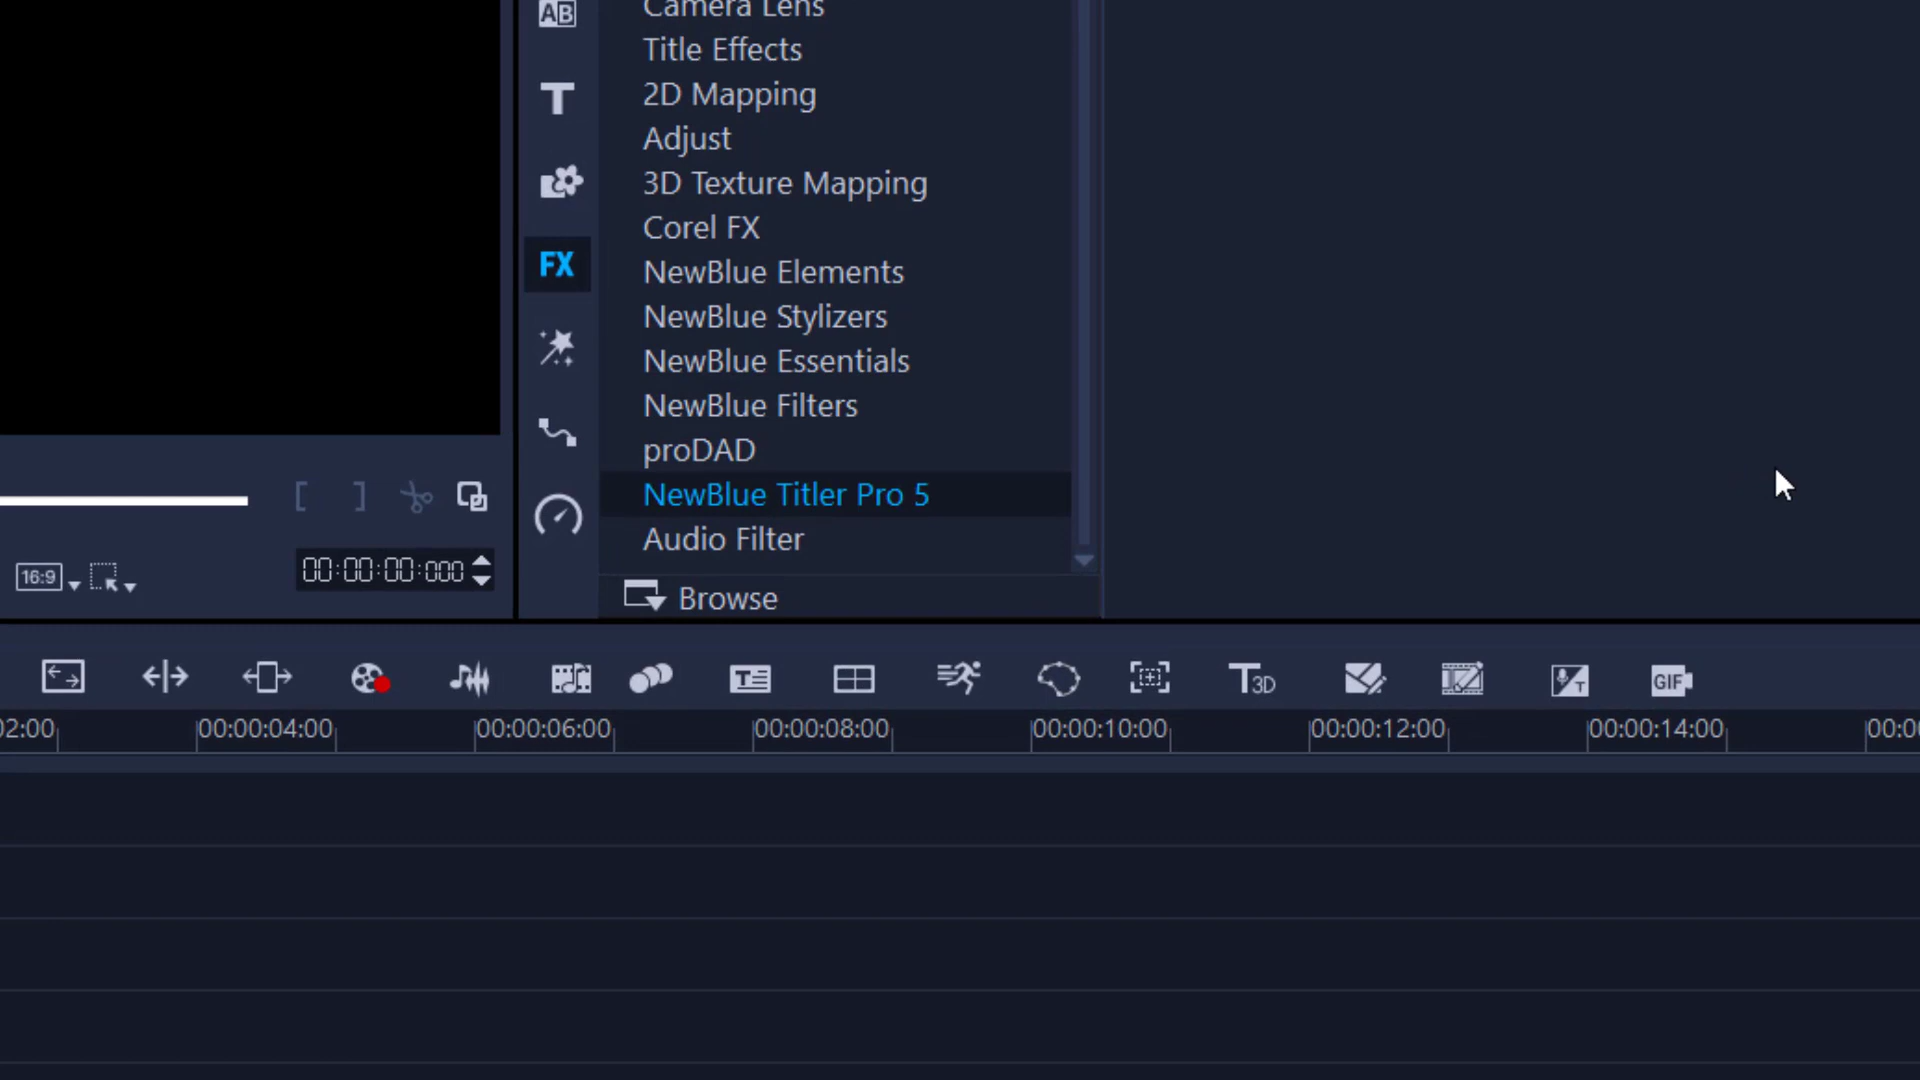 AB
Camera Lens
Title Effects
T
2D Mapping
Adjust
3D Texture Mapping
Corel FX
FX
NewBlue Elements
NewBlue Stylizers
NewBlue Essentials
NewBlue Filters
proDAD
NewBlue Titler Pro 5
Audio Filter
16:9
00:00:00:000
Browse
T3D
GIF
02:00
00:00:04:00
00:00:06:00
00:00:08:00
00:00:10:00
00:00:12:00
00:00:14:00
00:0